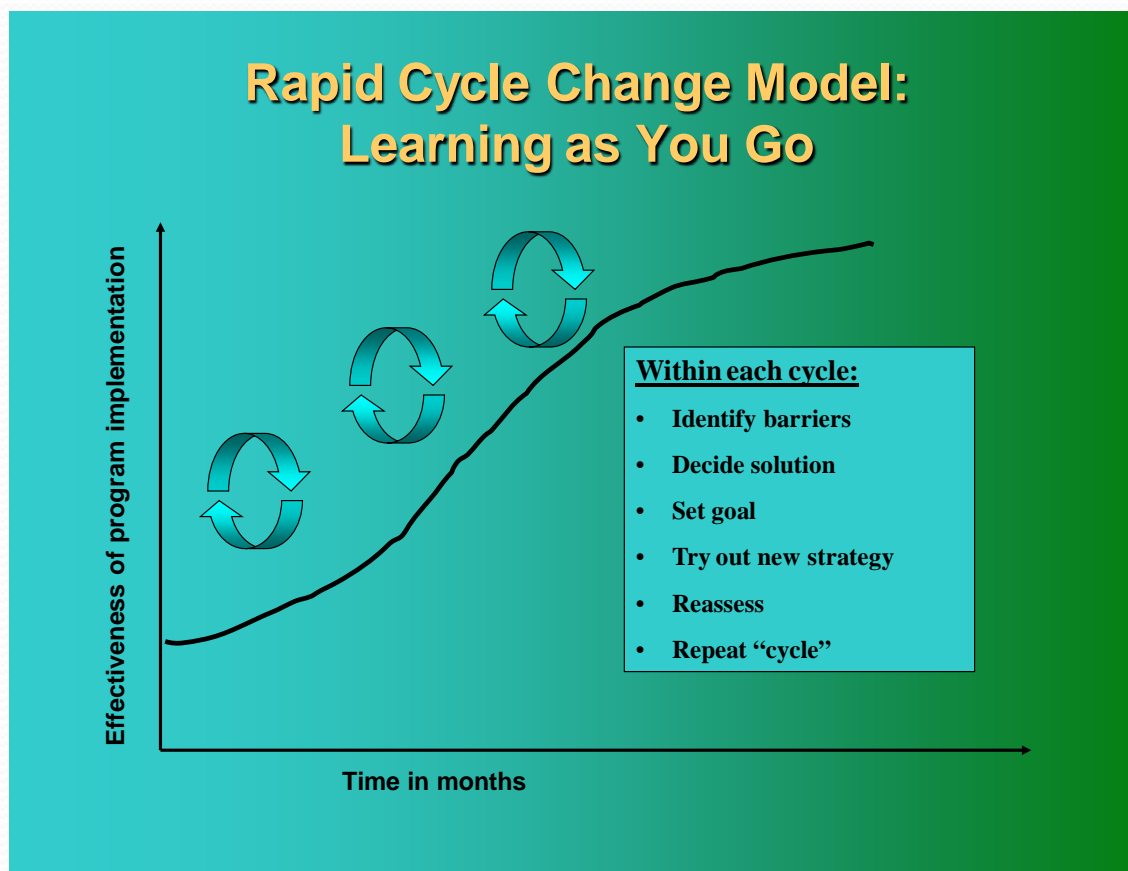 Rapid Cycle Change Model:
Learning as You Go
Effectiveness of program implementation
Within each cycle:
• Identify barriers
• Decide solution
• Set goal
• Try out new strategy
• Reassess
• Repeat “cycle”
Time in months